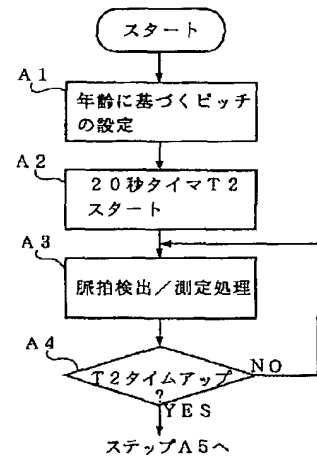 スタート
A1
年齢に基づくピッチ
の設定
A2
20秒タイマT2
スタート
A3
脈拍検出/測定処理
A4
T2タイムアップ
?
NO
YES
ステップA5へ